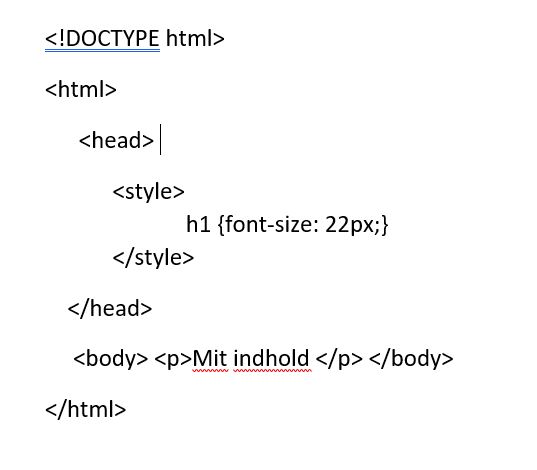 <!DOCTYPE html>
<html>
<head>
<style>
h1 {font-size: 22px;}
</style>
</head>
<body> <p>Mit indhold </p> </body>
</html>